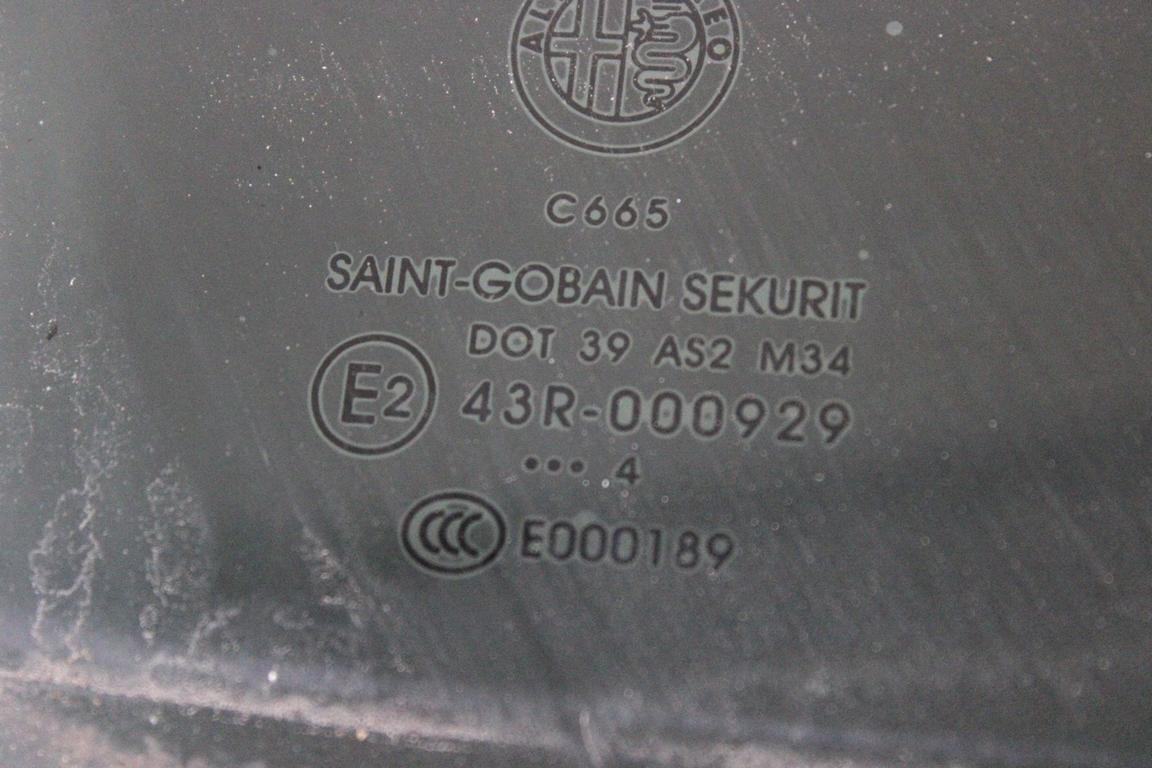 C665
SAINT-GOBAIN SEKURIT
DOT 39 AS2 M34
E2 43R-000929
••• 4
CCC E000189